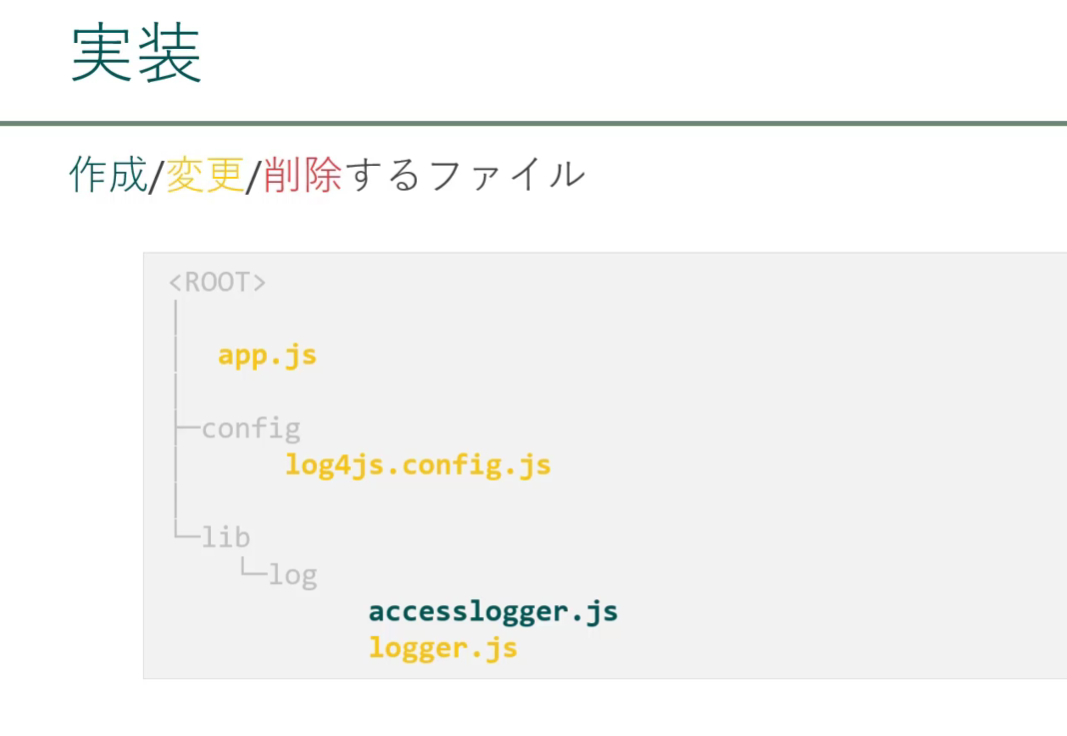 実装
作成/変更/削除するファイル
<ROOT>
│
│  app.js
│
├─config
│      log4js.config.js
│
└─lib
    └─log
            accesslogger.js
            logger.js